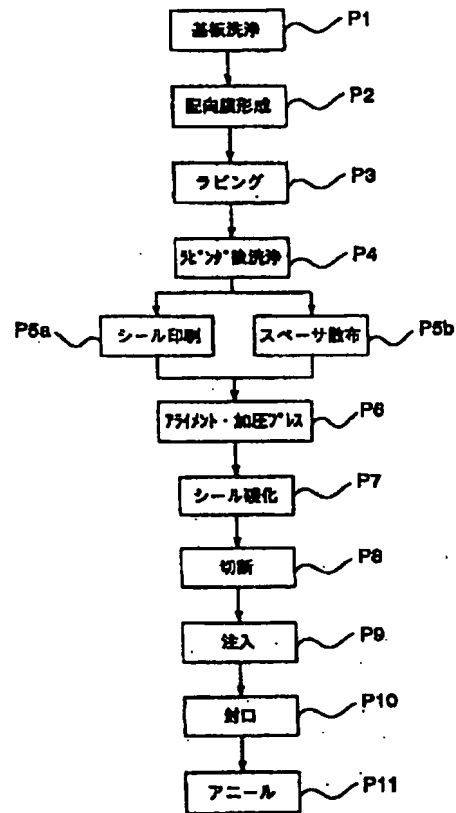 基板洗浄 P1
配向膜形成 P2
ラビング P3
ﾗﾋﾞﾝｸﾞ後洗浄 P4
P5a シール印刷 スペーサ散布 P5b
ｱﾗｲﾒﾝﾄ・加圧ﾌﾟﾚｽ P6
シール硬化 P7
切断 P8
注入 P9
封口 P10
アニール P11